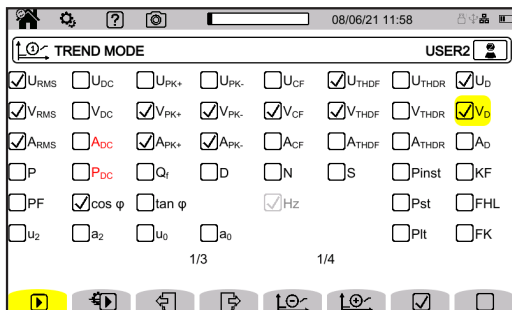 ? 08/06/21 11:58
1 TREND MODE USER2
URMS UDC UPK+ UPK- UCF UTHDF UTHDR UD
VRMS VDC VPK+ VPK- VCF VTHDF VTHDR VD
ARMS ADC APK+ APK- ACF ATHDF ATHDR AD
P PDC Qf D N S Pinst KF
PF cos φ tan φ Hz Pst FHL
u2 a2 u0 a0 Plt FK
1/3 1/4